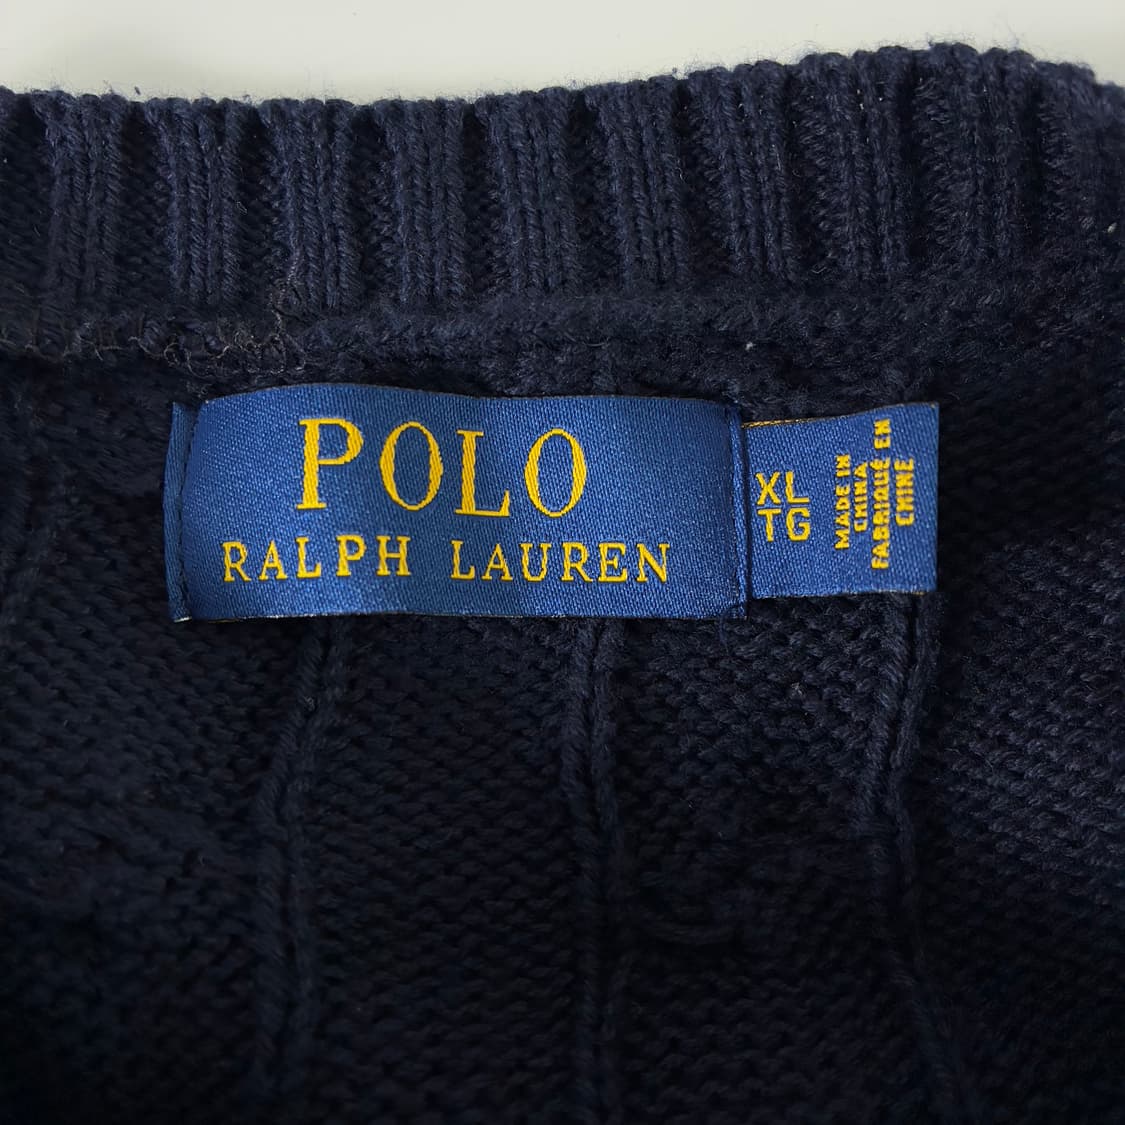 POLO
RALPH LAUREN
XL
TG
MADE IN
CHINA
FABRIQUÉ EN
CHINE